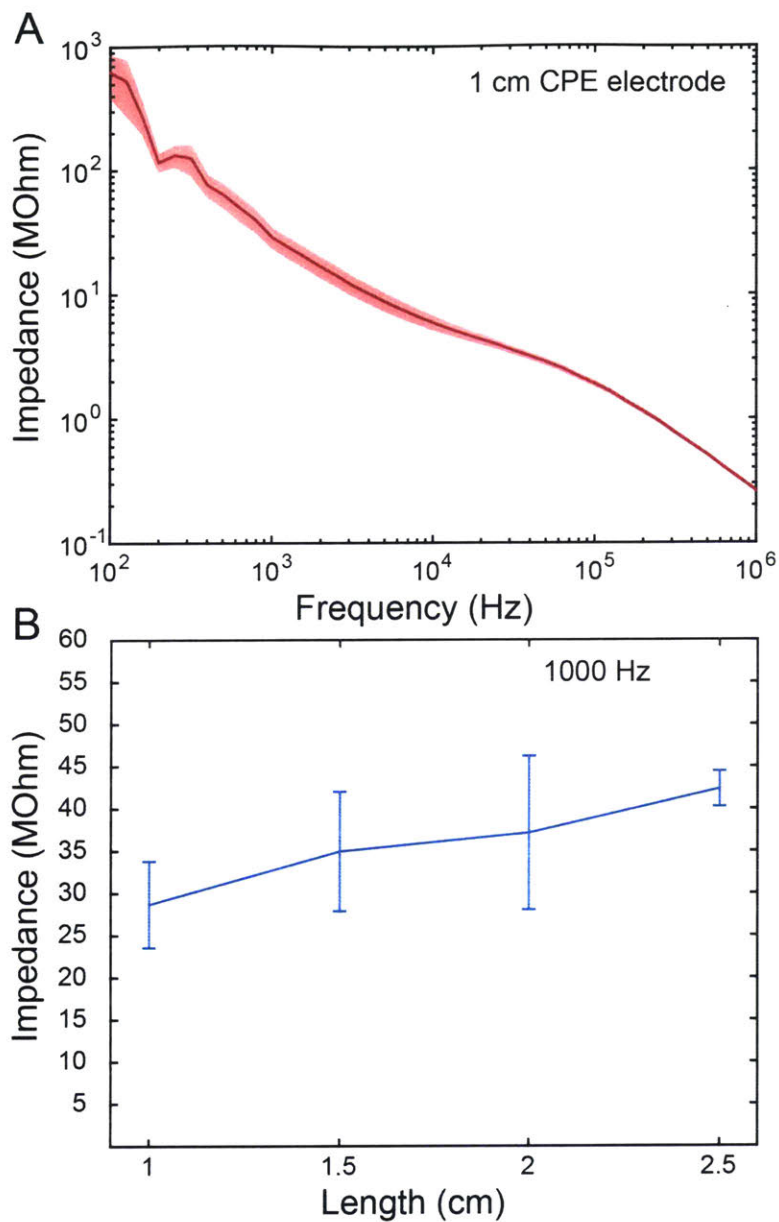 A
1 cm CPE electrode
Impedance (MOhm)
10^3
10^2
10^1
10^0
10^-1
10^2 10^3 10^4 10^5 10^6
Frequency (Hz)
B
1000 Hz
Impedance (MOhm)
60
55
50
45
40
35
30
25
20
15
10
5
1 1.5 2 2.5
Length (cm)